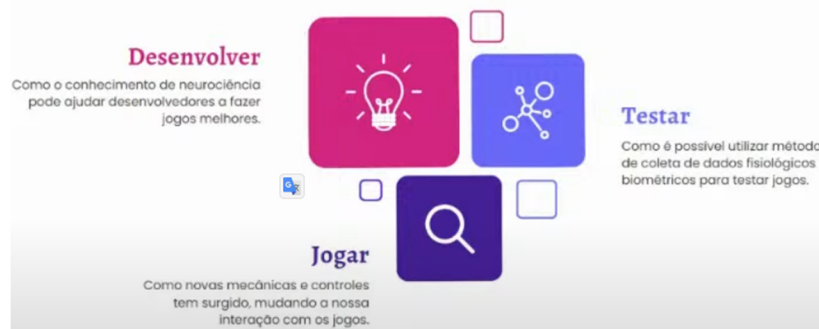 Desenvolver
Como o conhecimento de neurociência
pode ajudar desenvolvedores a fazer
jogos melhores.
Testar
Como é possível utilizar
de coleta de dados fisiológicos
biométricos para testar jogos.
Jogar
Como novas mecânicas e controles
tem surgido, mudando a nossa
interação com os jogos.